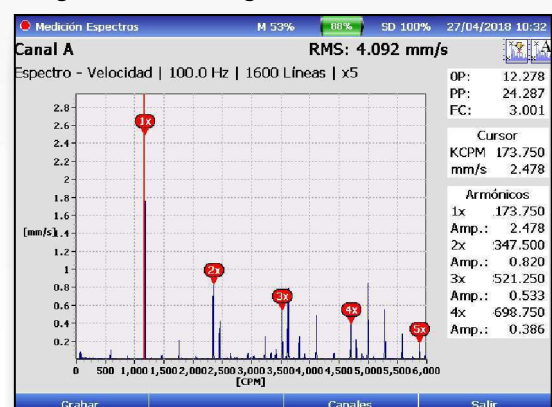 Medición Espectros M 53% 88% SD 100% 27/04/2018 10:32
Canal A RMS: 4.092 mm/s
Espectro - Velocidad | 100.0 Hz | 1600 Líneas | x5
0P: 12.278
PP: 24.287
FC: 3.001
Cursor
KCPM 173.750
mm/s 2.478
Armónicos
1x 173.750
Amp.: 2.478
2x 347.500
Amp.: 0.820
3x 521.250
Amp.: 0.533
4x 698.750
Amp.: 0.386
2.8
2.6
1x
2.4
2.2
2
1.8
1.6
[mm/s] 1.4
1.2
1
2x
0.8
3x
0.6
4x
0.4
5x
0.2
0 500 1,000 1,500 2,000 2,500 3,000 3,500 4,000 4,500 5,000 5,500 6,000
[CPM]
Grabar Canales Salir